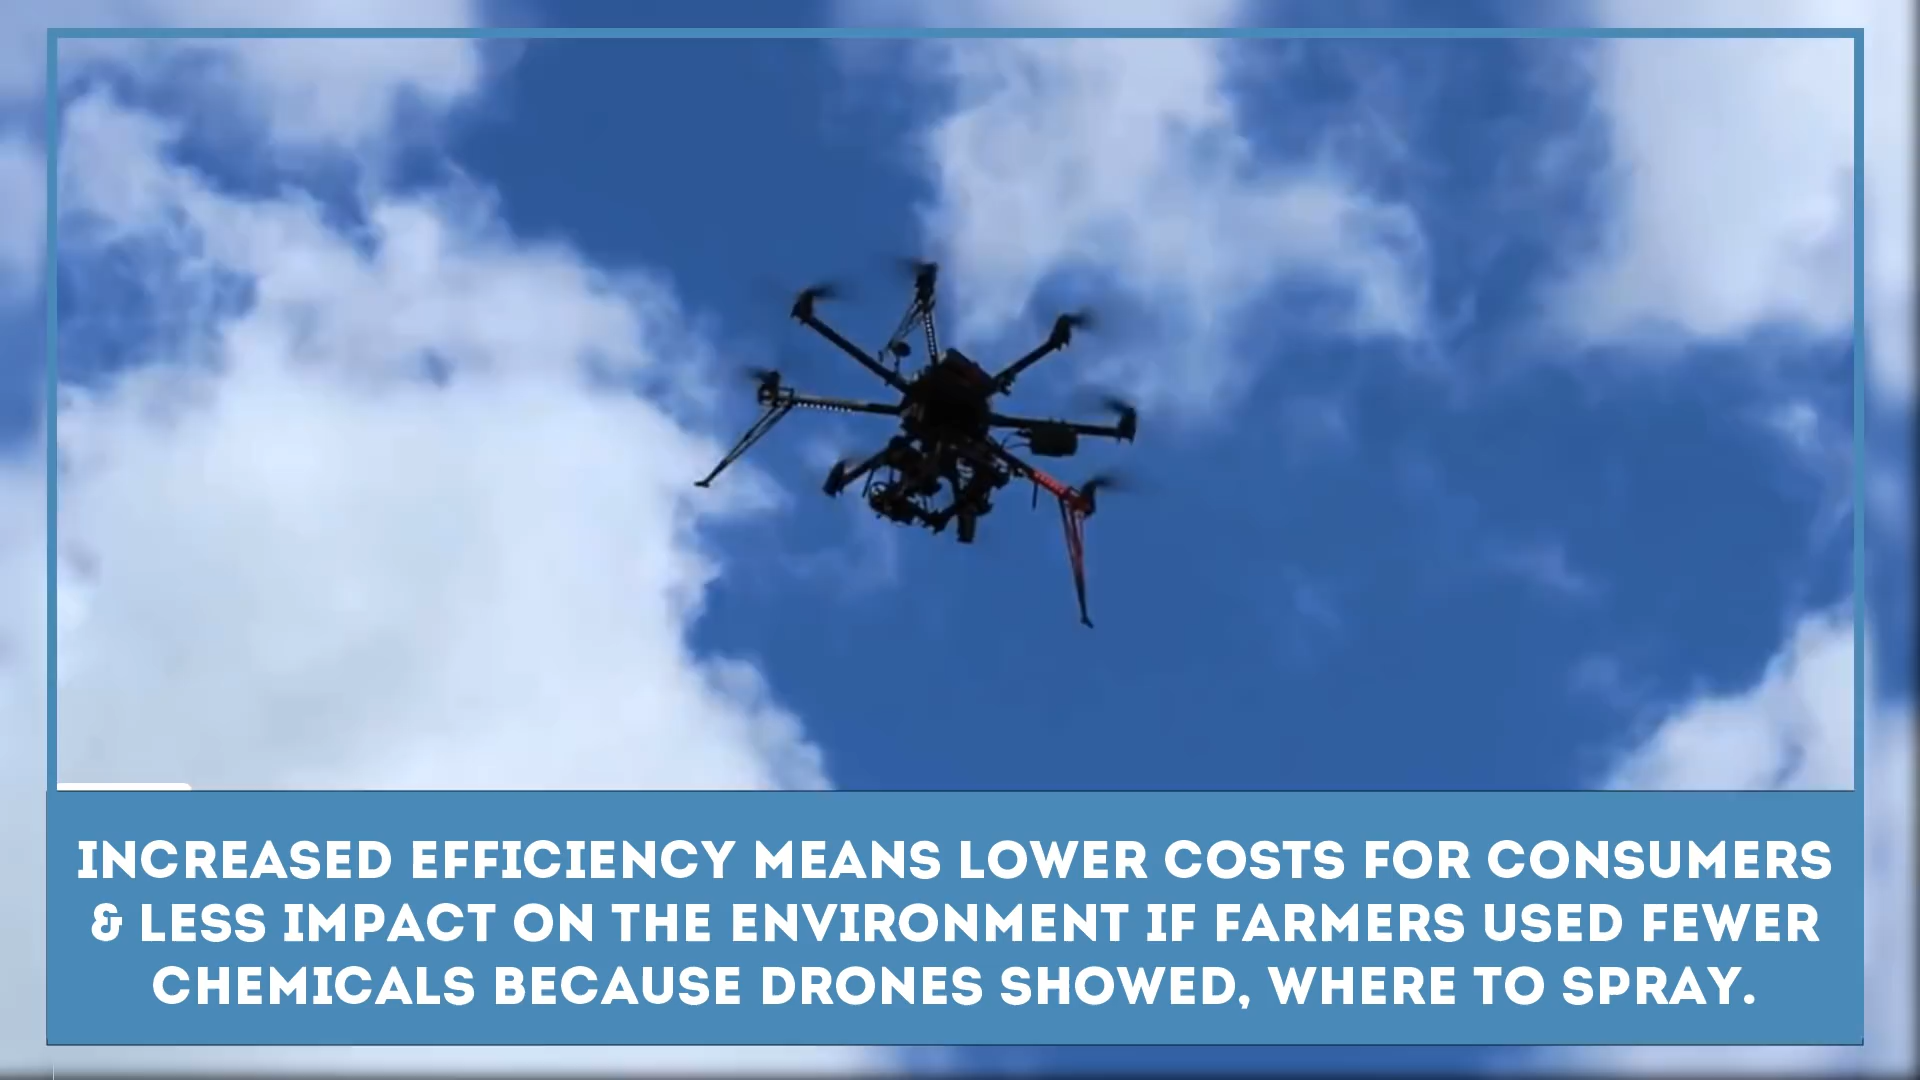 INCREASED EFFICIENCY MEANS LOWER COSTS FOR CONSUMERS
& LESS IMPACT ON THE ENVIRONMENT IF FARMERS USED FEWER
CHEMICALS BECAUSE DRONES SHOWED, WHERE TO SPRAY.